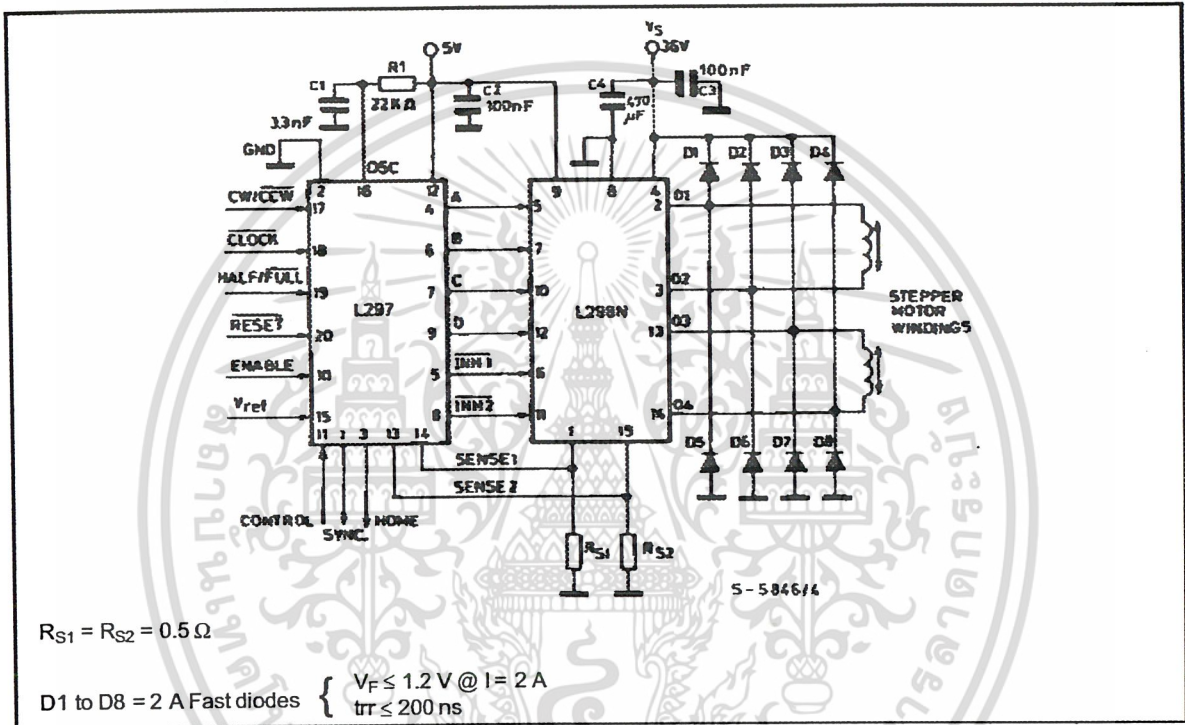 5V
Vs
36V
R1
22KΩ
C1
3.3nF
C2
100nF
C4
470
µF
100nF
C3
GND
OSC
D1
D2
D3
D4
2
16
12
9
8
4
CW/CCW
17
4
A
5
2
O1
CLOCK
18
6
B
7
HALF/FULL
19
7
C
10
3
O2
L297
L298N
STEPPER
MOTOR
WINDINGS
RESET
20
9
D
12
13
O3
ENABLE
10
5
INH1
6
Vref
15
8
INH2
11
14
O4
11
1
3
13
14
1
15
D5
D6
D7
D8
SENSE1
SENSE2
CONTROL
SYNC
HOME
RS1
RS2
S-5846/4
RS1 = RS2 = 0.5 Ω
D1 to D8 = 2 A Fast diodes { VF ≤ 1.2 V @ I = 2 A
trr ≤ 200 ns